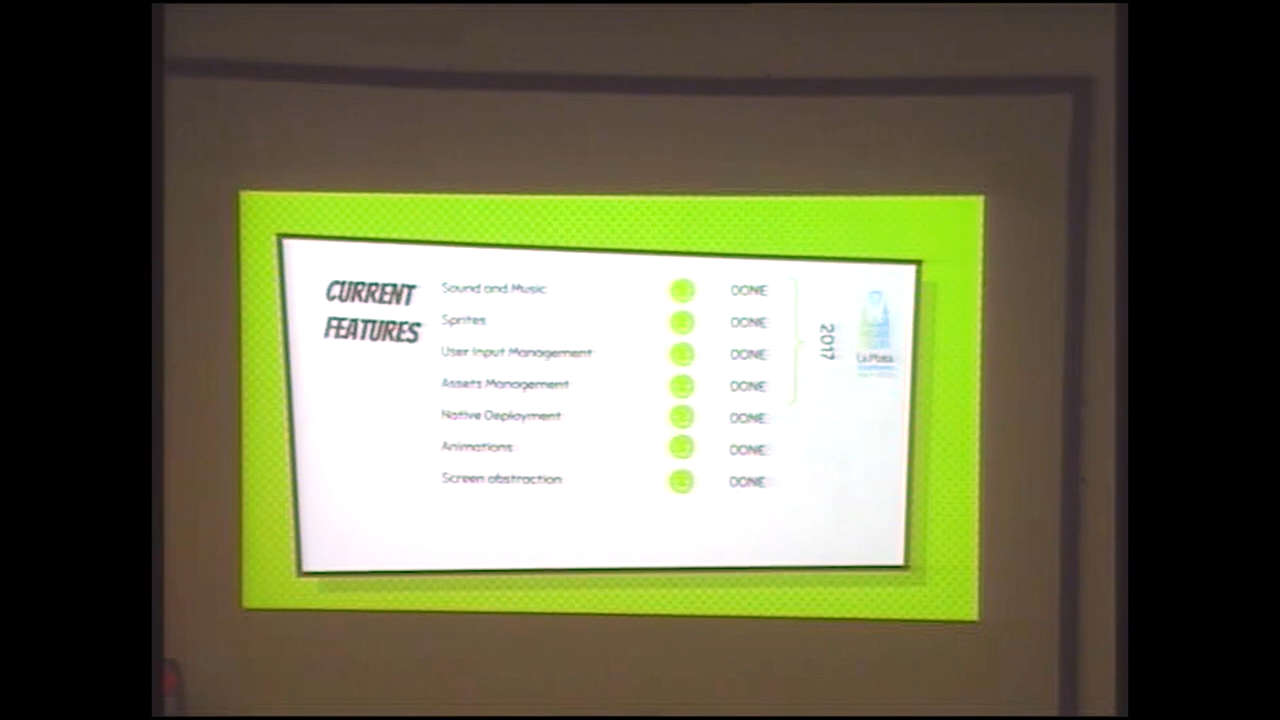 CURRENT
FEATURES
Sound and Music DONE
Sprites DONE
User Input Management DONE
Assets Management DONE
Native Deployment DONE
Animations DONE
Screen abstraction DONE
2017
La Plata